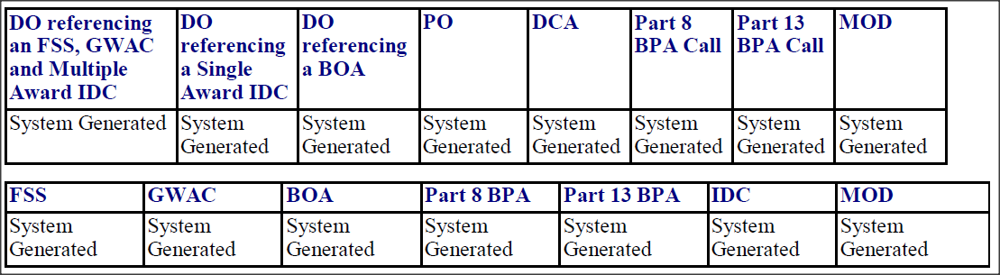 DO referencing
an FSS, GWAC
and Multiple
Award IDC
DO
referencing
a Single
Award IDC
DO
referencing
a BOA
PO
DCA
Part 8
BPA Call
Part 13
BPA Call
MOD
System Generated
System
Generated
System
Generated
System
Generated
System
Generated
System
Generated
System
Generated
System
Generated
FSS
GWAC
BOA
Part 8 BPA
Part 13 BPA
IDC
MOD
System
Generated
System
Generated
System
Generated
System
Generated
System
Generated
System
Generated
System
Generated